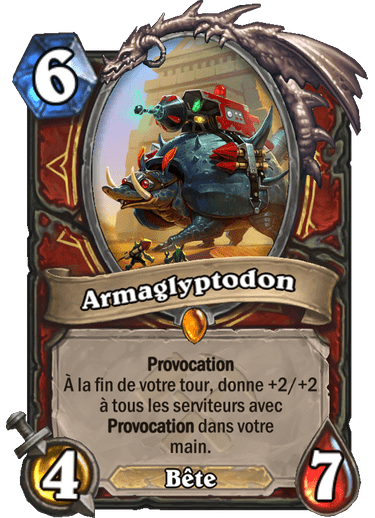 6
Armaglyptodon
Provocation
À la fin de votre tour, donne +2/+2
à tous les serviteurs avec
Provocation dans votre
main.
4
Bête
7